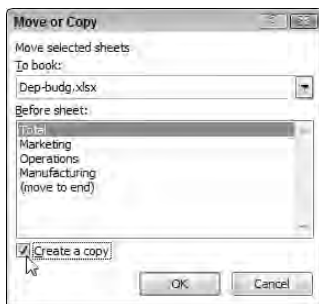 Move or Copy
Move selected sheets
To book:
Dep-budg.xlsx
Before sheet:
Total
Marketing
Operations
Manufacturing
(move to end)
Create a copy
OK
Cancel